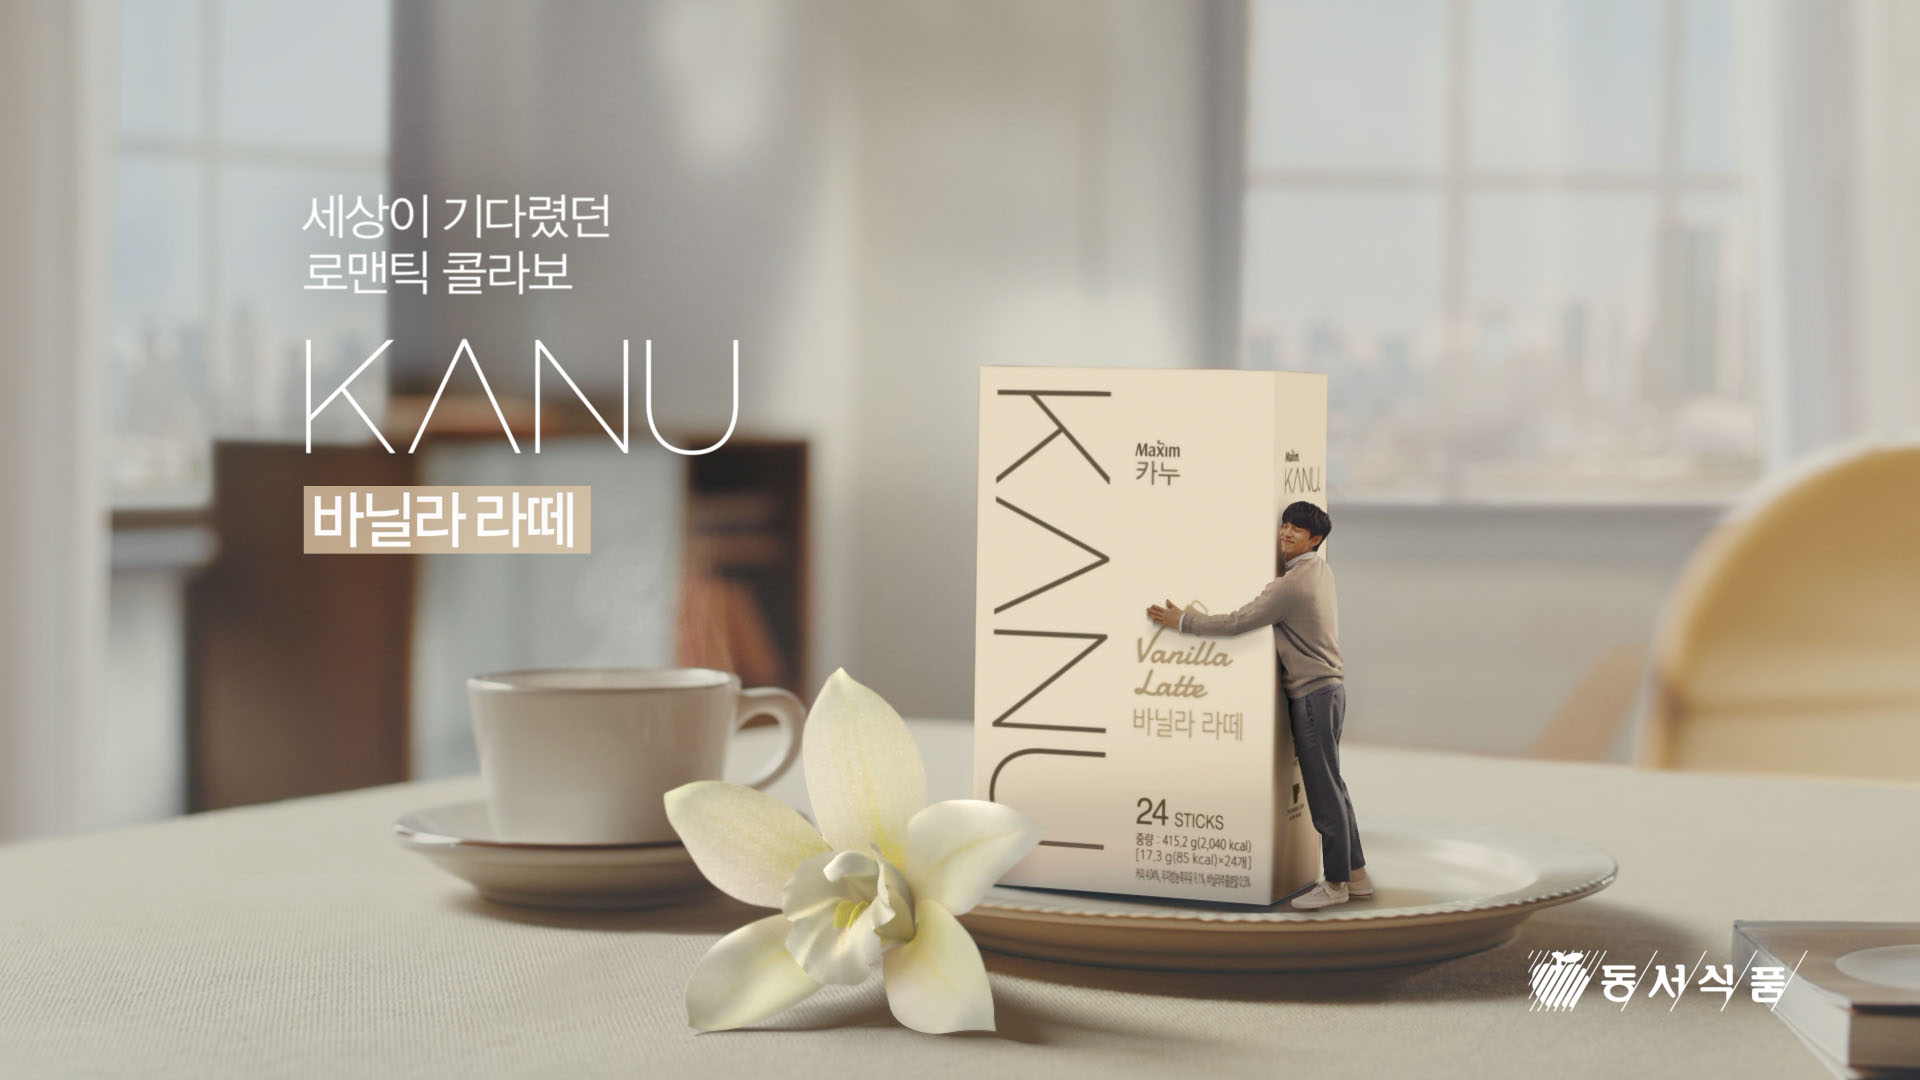 세상이 기다렸던
로맨틱 콜라보
KANU
바닐라 라떼
KANU
Maxim
카누
Vanilla
Latte
바닐라 라떼
24 STICKS
중량 : 415.2 g(2,040 kcal)
[17.3 g(85 kcal)×24개]
Maxim
KANU
동서식품